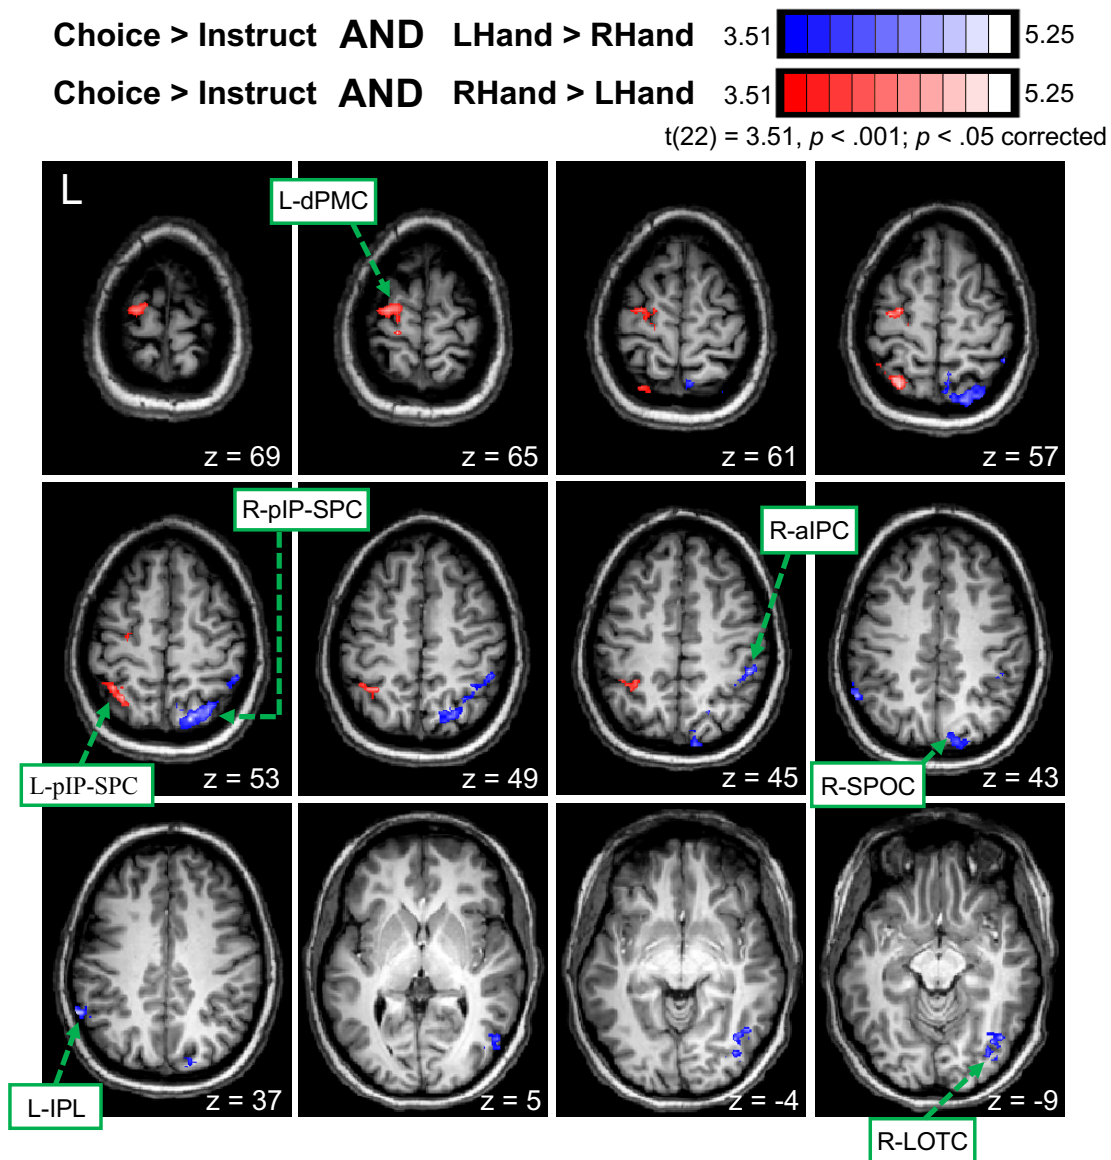 Choice > Instruct AND LHand > RHand 3.51 5.25
Choice > Instruct AND RHand > LHand 3.51 5.25
t(22) = 3.51, p < .001; p < .05 corrected
L
L-dPMC
z = 69
z = 65
z = 61
z = 57
R-pIP-SPC
R-aIPC
L-pIP-SPC
z = 53
z = 49
z = 45
R-SPOC
z = 43
L-IPL
z = 37
z = 5
z = -4
z = -9
R-LOTC